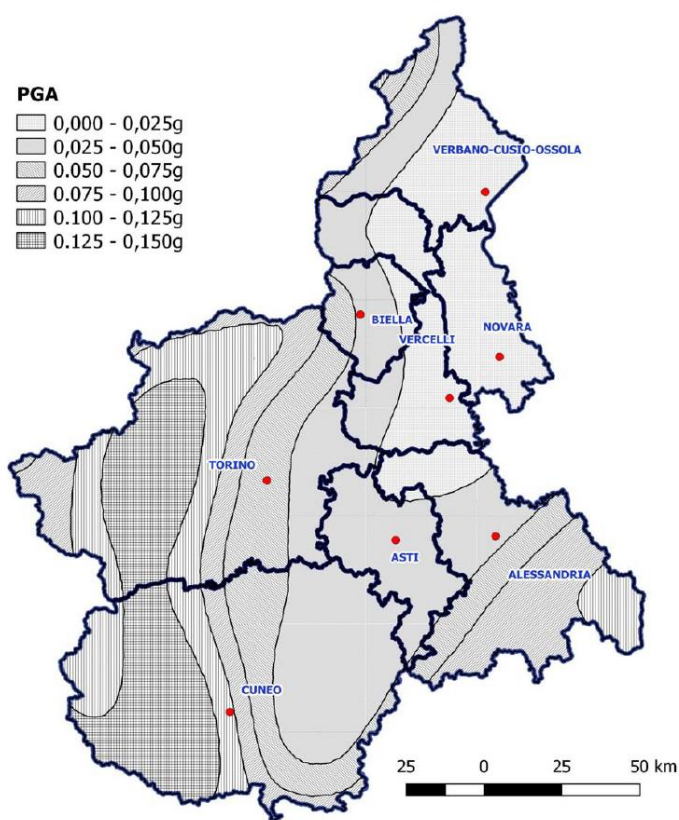 PGA
0,000 - 0,025g
0,025 - 0,050g
0.050 - 0,075g
0.075 - 0,100g
0.100 - 0,125g
0.125 - 0,150g
VERBANO-CUSIO-OSSOLA
BIELLA
NOVARA
VERCELLI
TORINO
ASTI
ALESSANDRIA
CUNEO
25 0 25 50 km